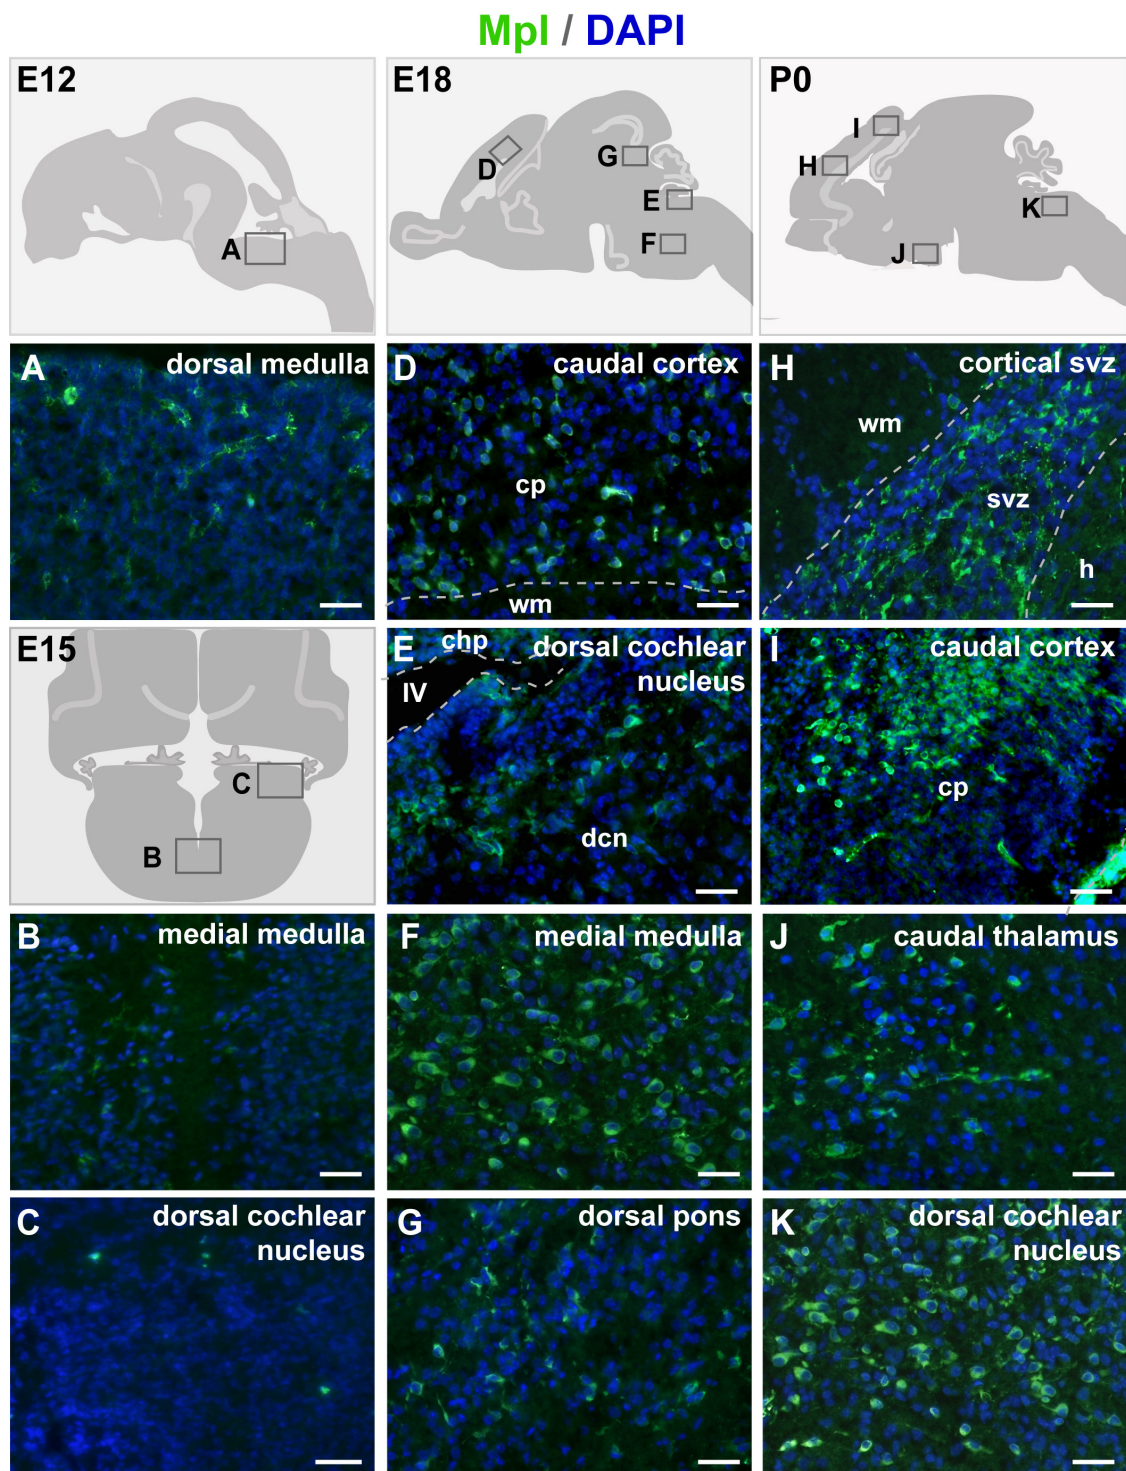 Mpl / DAPI
E12
A
E18
D
G
E
F
P0
I
H
K
J
A
dorsal medulla
D
caudal cortex
cp
wm
H
cortical svz
wm
svz
h
E15
C
B
E
dorsal cochlear
nucleus
chp
IV
dcn
I
caudal cortex
cp
B
medial medulla
F
medial medulla
J
caudal thalamus
C
dorsal cochlear
nucleus
G
dorsal pons
K
dorsal cochlear
nucleus